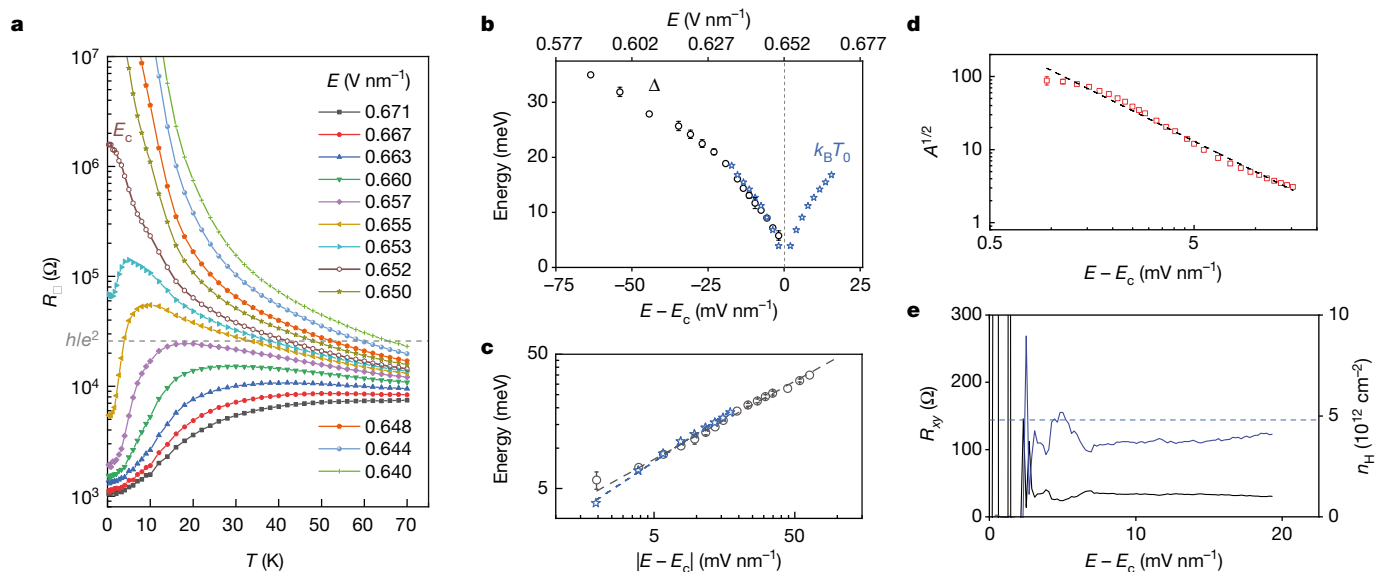 a
10⁷
10⁶
10⁵
10⁴
10³
R□ (Ω)
h/e²
E_c
E (V nm⁻¹)
0.671
0.667
0.663
0.660
0.657
0.655
0.653
0.652
0.650
0.648
0.644
0.640
0 10 20 30 40 50 60 70
T (K)
b
E (V nm⁻¹)
0.577 0.602 0.627 0.652 0.677
Energy (meV)
30
20
10
0
Δ
k_BT_0
−75 −50 −25 0 25
E − E_c (mV nm⁻¹)
c
Energy (meV)
50
5
5 50
|E − E_c| (mV nm⁻¹)
d
A^{1/2}
100
10
1
0.5 5
E − E_c (mV nm⁻¹)
e
R_xy (Ω)
300
200
100
0
10
5
0
n_H (10¹² cm⁻²)
0 10 20
E − E_c (mV nm⁻¹)